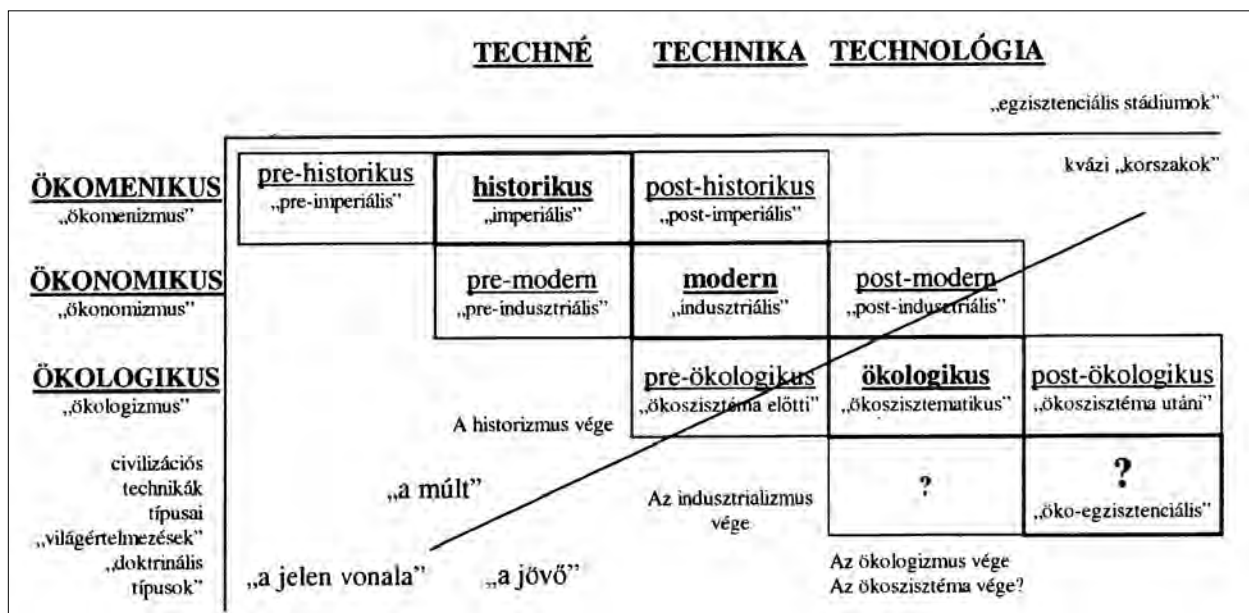 TECHNÉ TECHNIKA TECHNOLÓGIA
„egzisztenciális stádiumok”
kvázi „korszakok”
ÖKOMENIKUS
„ökomenizmus”
pre-historikus
„pre-imperiális”
historikus
„imperiális”
post-historikus
„post-imperiális”
ÖKONOMIKUS
„ökonomizmus”
pre-modern
„pre-indusztriális”
modern
„indusztriális”
post-modern
„post-indusztriális”
ÖKOLOGIKUS
„ökologizmus”
pre-ökologikus
„ökoszisztéma előtti”
ökologikus
„ökoszisztematikus”
post-ökologikus
„ökoszisztéma utáni”
A historizmus vége
civilizációs
technikák
típusai
„világértelmezések”
„doktrinális
típusok”
„a múlt”
Az indusztrializmus
vége
?
?
„öko-egzisztenciális”
„a jelen vonala”
„a jövő”
Az ökologizmus vége
Az ökoszisztéma vége?